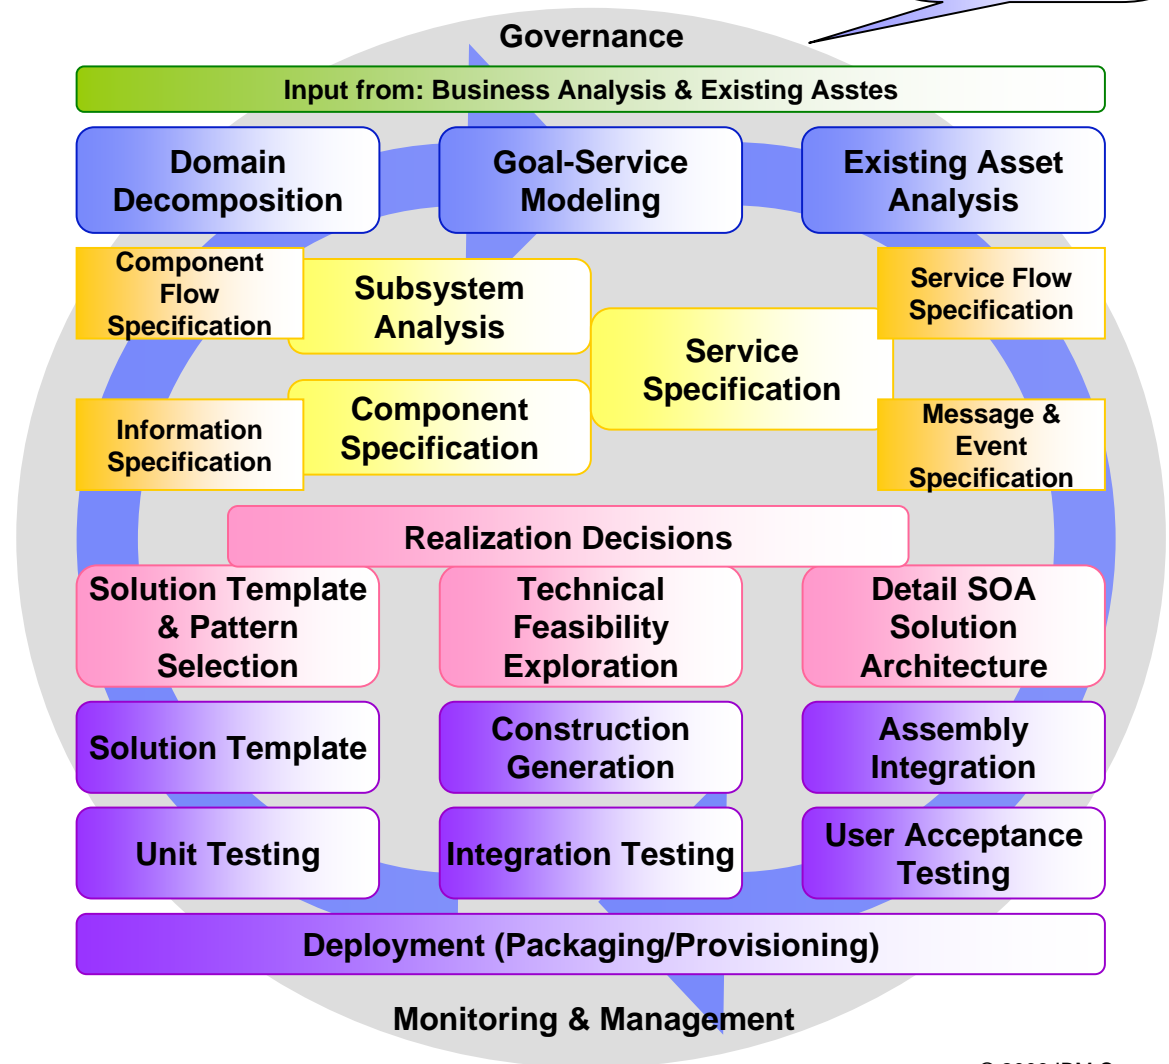 Governance
Input from: Business Analysis & Existing Asstes
Domain
Decomposition
Goal-Service
Modeling
Existing Asset
Analysis
Component
Flow
Specification
Subsystem
Analysis
Service
Specification
Service Flow
Specification
Information
Specification
Component
Specification
Message &
Event
Specification
Realization Decisions
Solution Template
& Pattern
Selection
Technical
Feasibility
Exploration
Detail SOA
Solution
Architecture
Solution Template
Construction
Generation
Assembly
Integration
Unit Testing
Integration Testing
User Acceptance
Testing
Deployment (Packaging/Provisioning)
Monitoring & Management